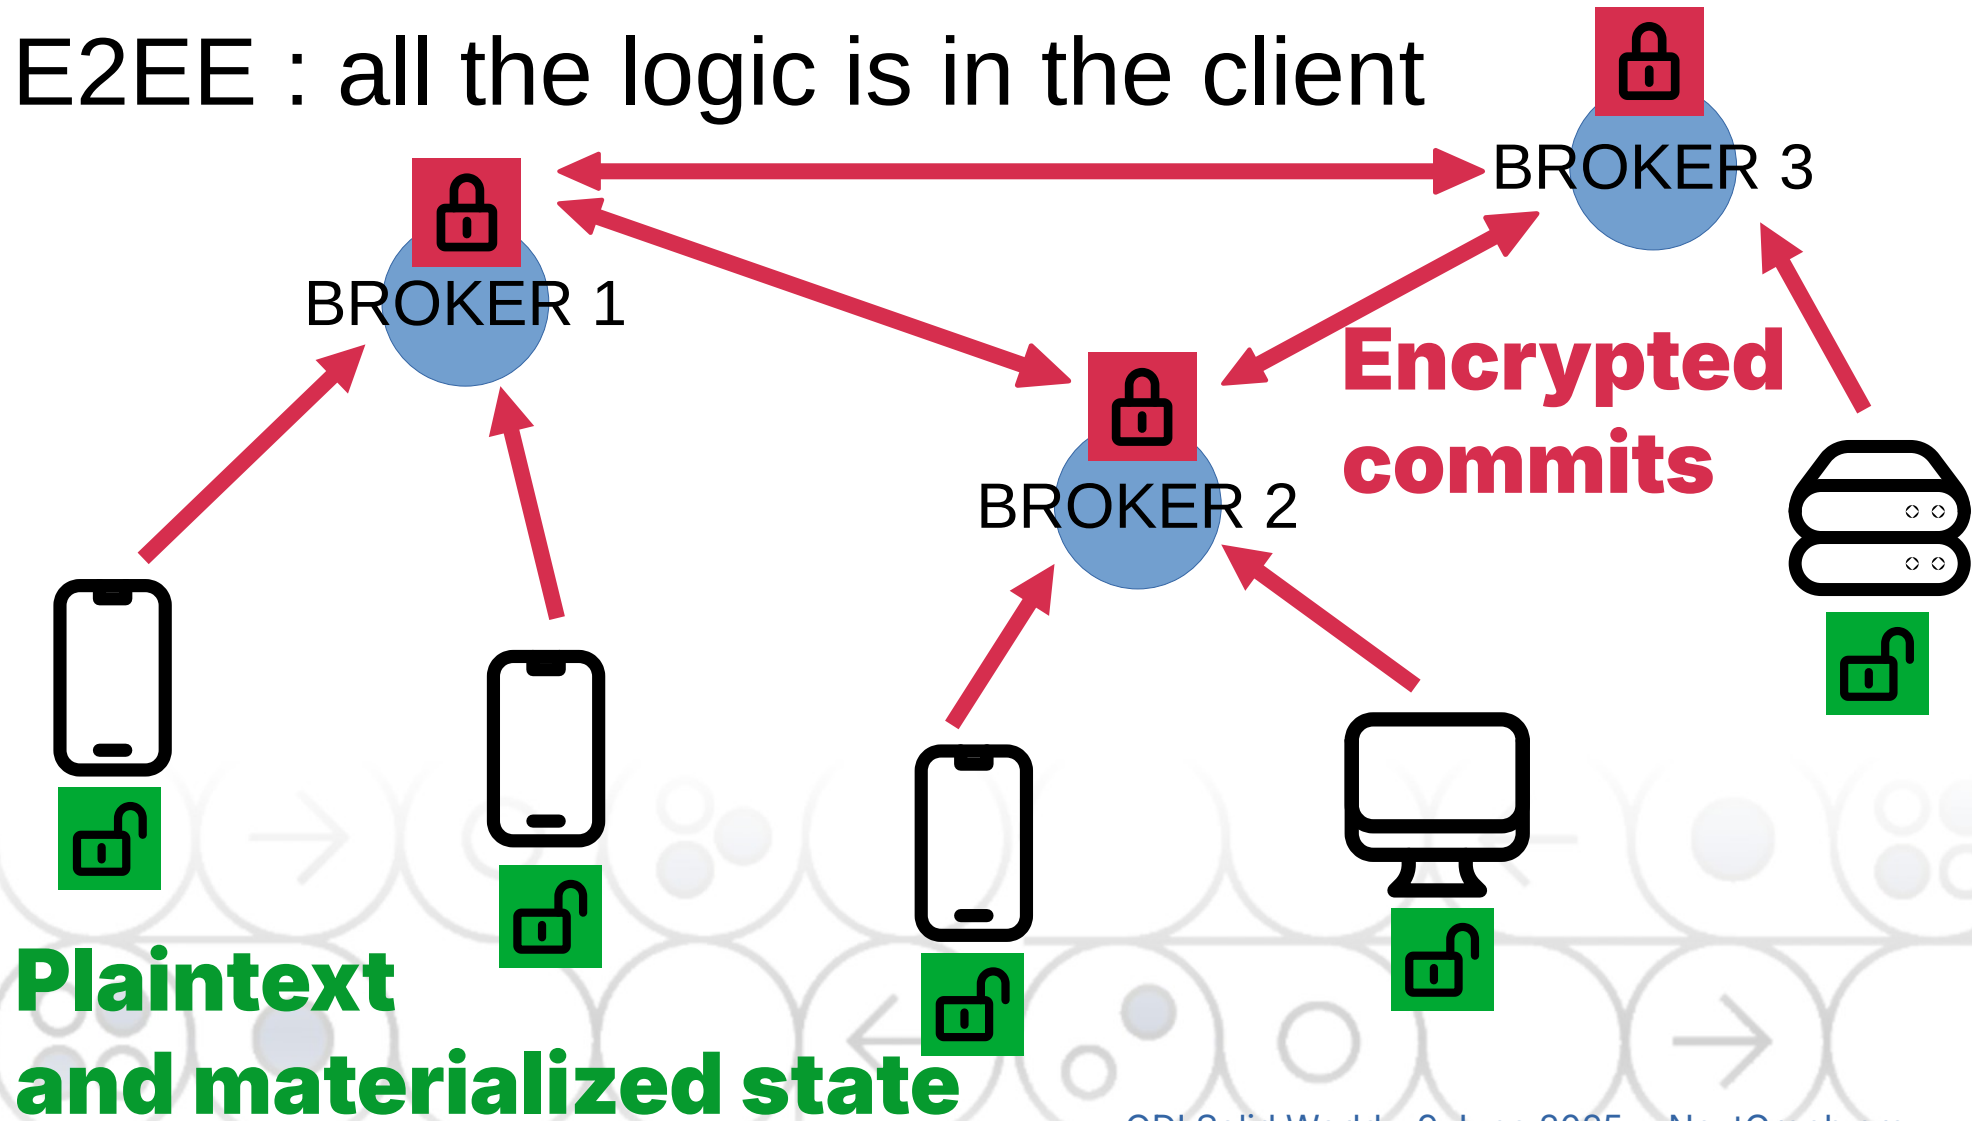 E2EE : all the logic is in the client
BROKER 3
BROKER 1
Encrypted
commits
BROKER 2
Plaintext
and materialized state